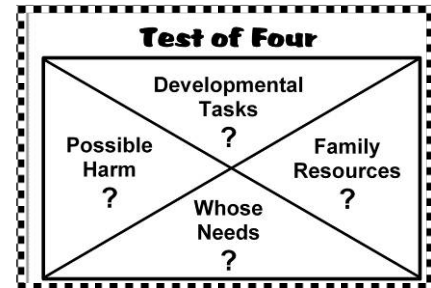 Test of Four
Developmental
Tasks
?
Possible
Harm
?
Family
Resources
?
Whose
Needs
?